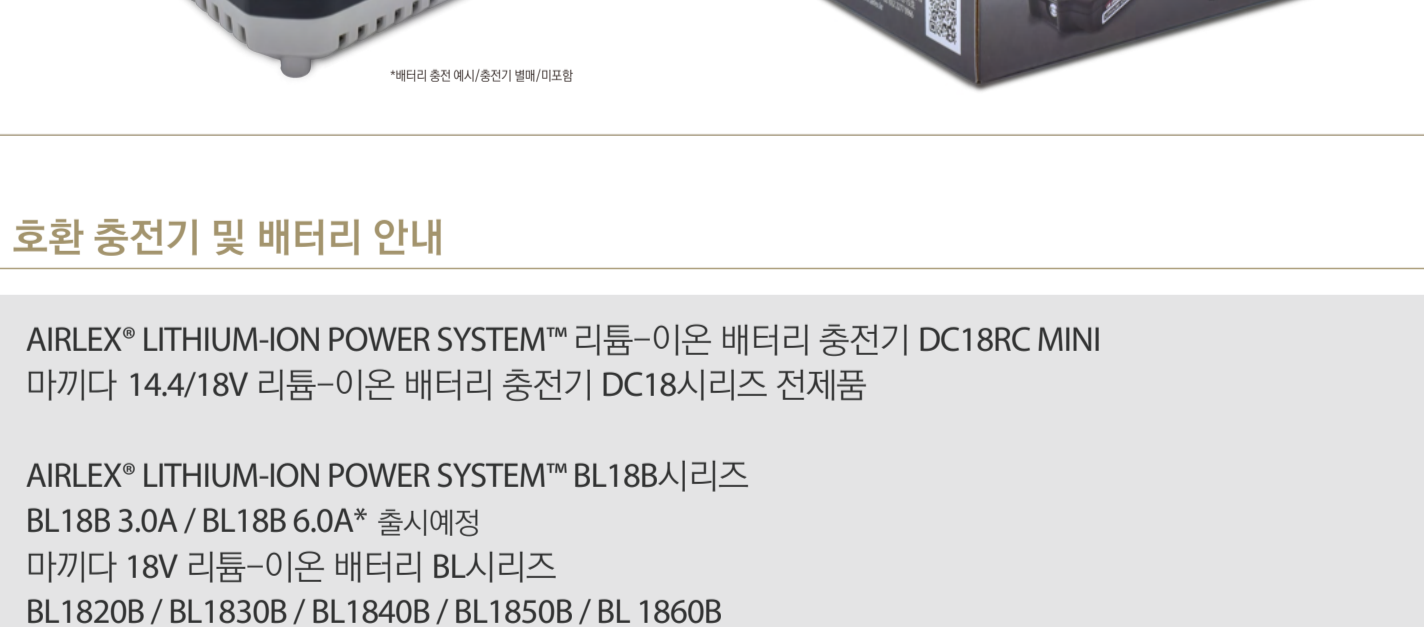 *배터리 충전 예시/충전기 별매/미포함
호환 충전기 및 배터리 안내
AIRLEX® LITHIUM-ION POWER SYSTEM™ 리튬-이온 배터리 충전기 DC18RC MINI
마끼다 14.4/18V 리튬-이온 배터리 충전기 DC18시리즈 전제품
AIRLEX® LITHIUM-ION POWER SYSTEM™ BL18B시리즈
BL18B 3.0A / BL18B 6.0A* 출시예정
마끼다 18V 리튬-이온 배터리 BL시리즈
BL1820B / BL1830B / BL1840B / BL1850B / BL 1860B